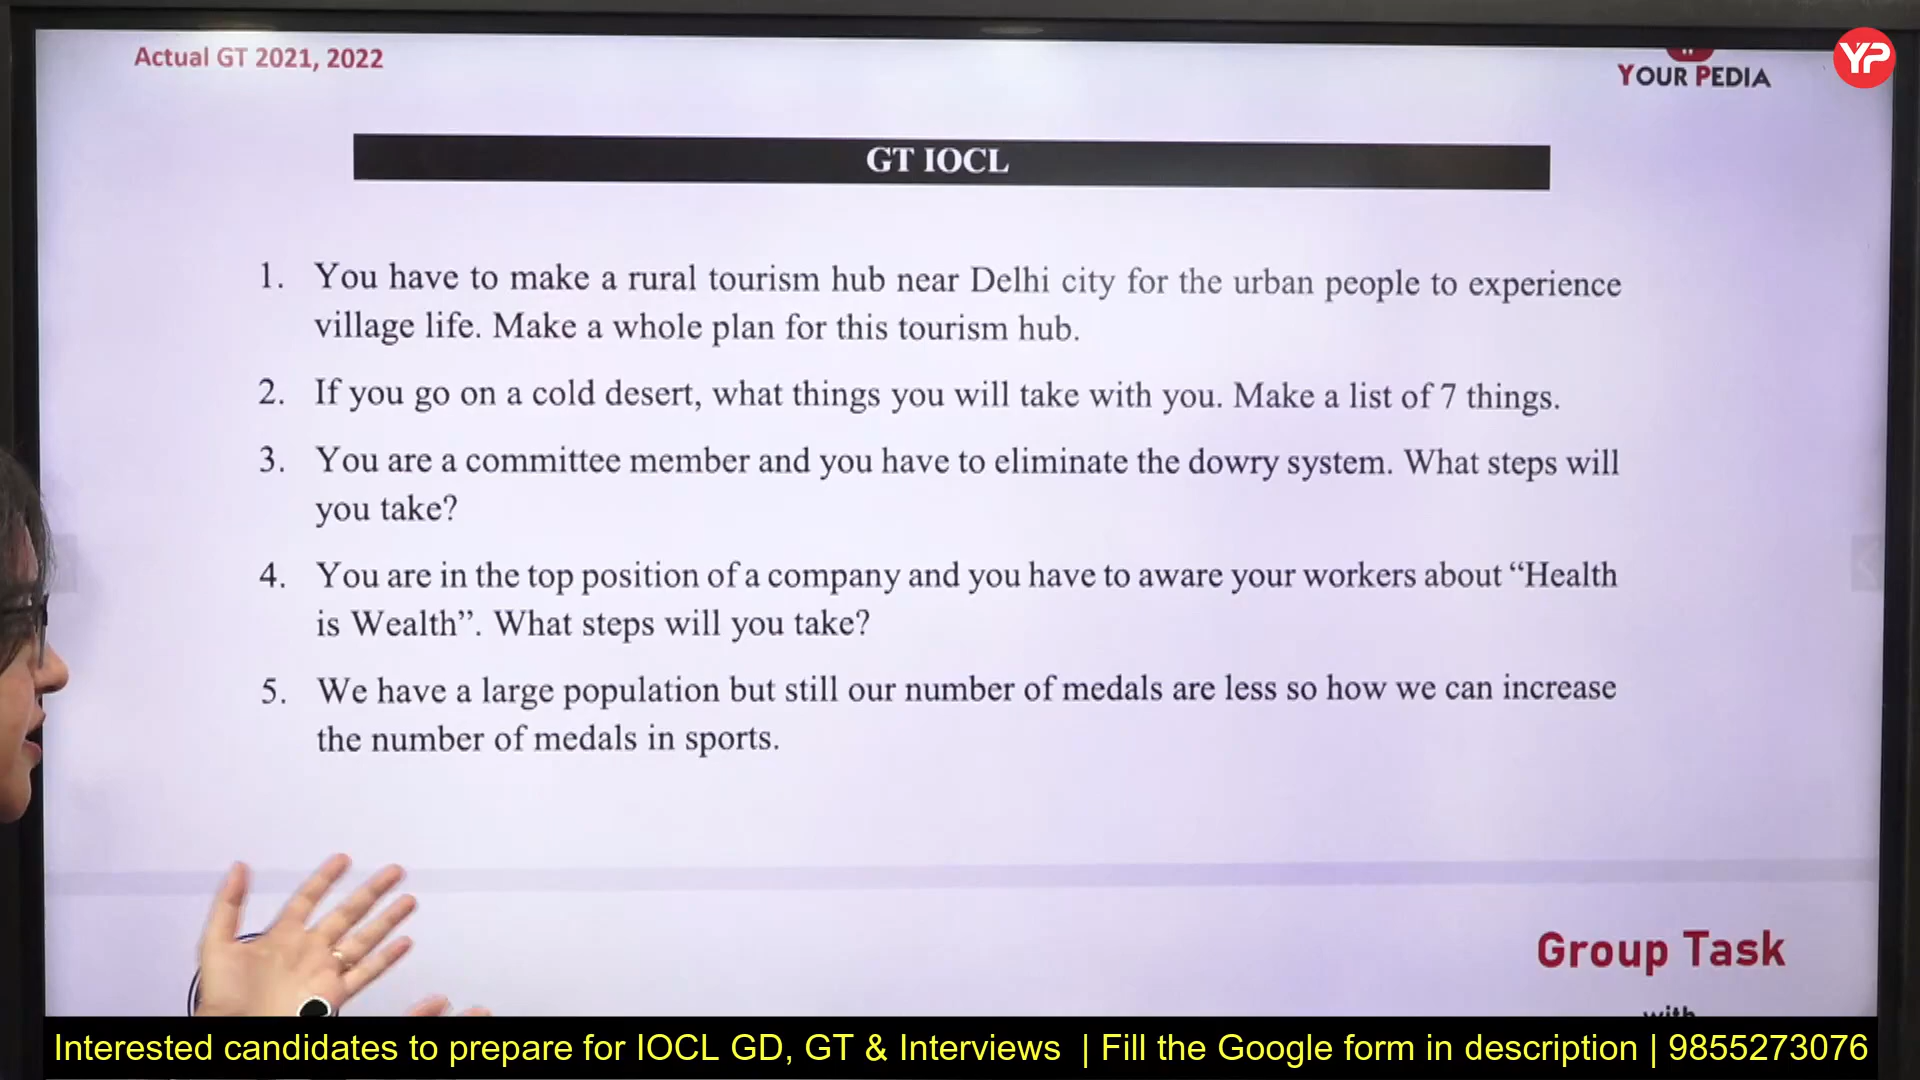 Actual GT 2021, 2022
YOUR PEDIA
YP
GT IOCL
1. You have to make a rural tourism hub near Delhi city for the urban people to experience
village life. Make a whole plan for this tourism hub.
2. If you go on a cold desert, what things you will take with you. Make a list of 7 things.
3. You are a committee member and you have to eliminate the dowry system. What steps will
you take?
4. You are in the top position of a company and you have to aware your workers about “Health
is Wealth”. What steps will you take?
5. We have a large population but still our number of medals are less so how we can increase
the number of medals in sports.
Group Task
with
Interested candidates to prepare for IOCL GD, GT & Interviews | Fill the Google form in description | 9855273076